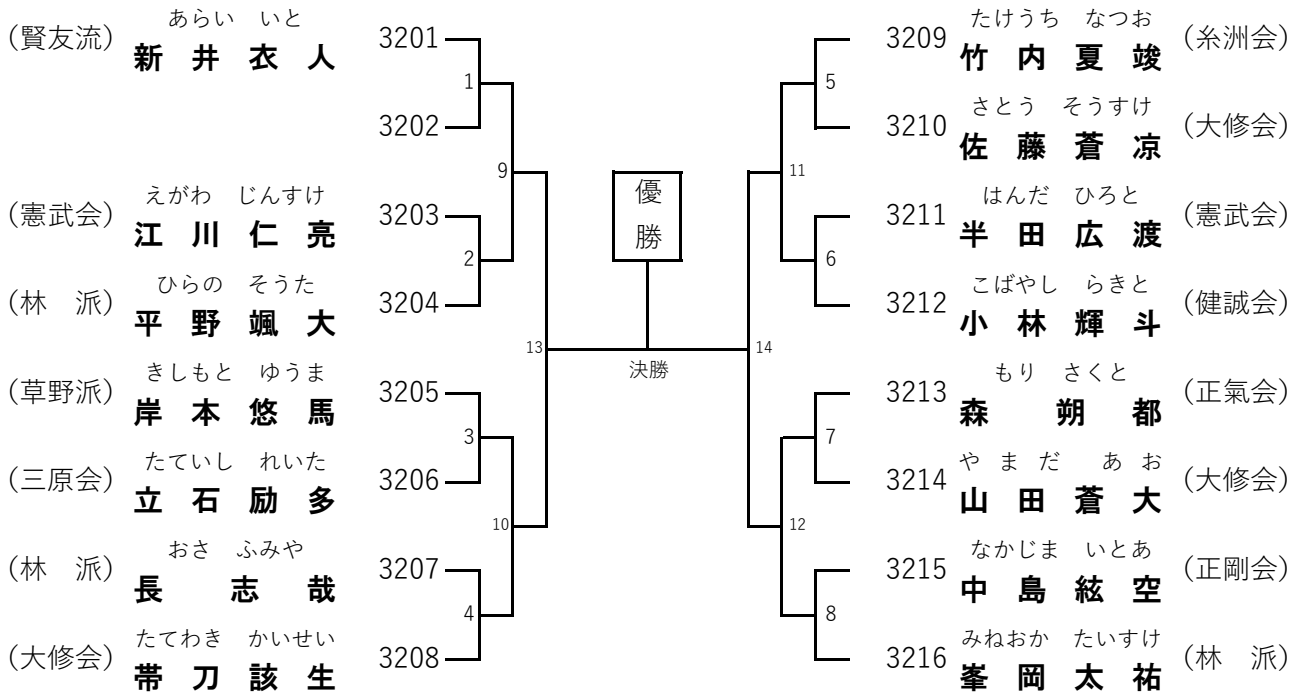 あらい　いと
(賢友流) 新井衣人 3201
1
3202
9
えがわ　じんすけ
(憲武会) 江川仁亮 3203
2
ひらの　そうた
(林　派) 平野颯大 3204
13
きしもと　ゆうま
(草野派) 岸本悠馬 3205
3
たていし　れいた
(三原会) 立石励多 3206
10
おさ　ふみや
(林　派) 長志哉 3207
4
たてわき　かいせい
(大修会) 帯刀該生 3208
優
勝
決勝
たけうち　なつお
3209 竹内夏竣 (糸洲会)
5
さとう　そうすけ
3210 佐藤蒼凉 (大修会)
11
はんだ　ひろと
3211 半田広渡 (憲武会)
6
こばやし　らきと
3212 小林輝斗 (健誠会)
14
もり　さくと
3213 森朔都 (正氣会)
7
やまだ　あお
3214 山田蒼大 (大修会)
12
なかじま　いとあ
3215 中島絃空 (正剛会)
8
みねおか　たいすけ
3216 峯岡太祐 (林　派)